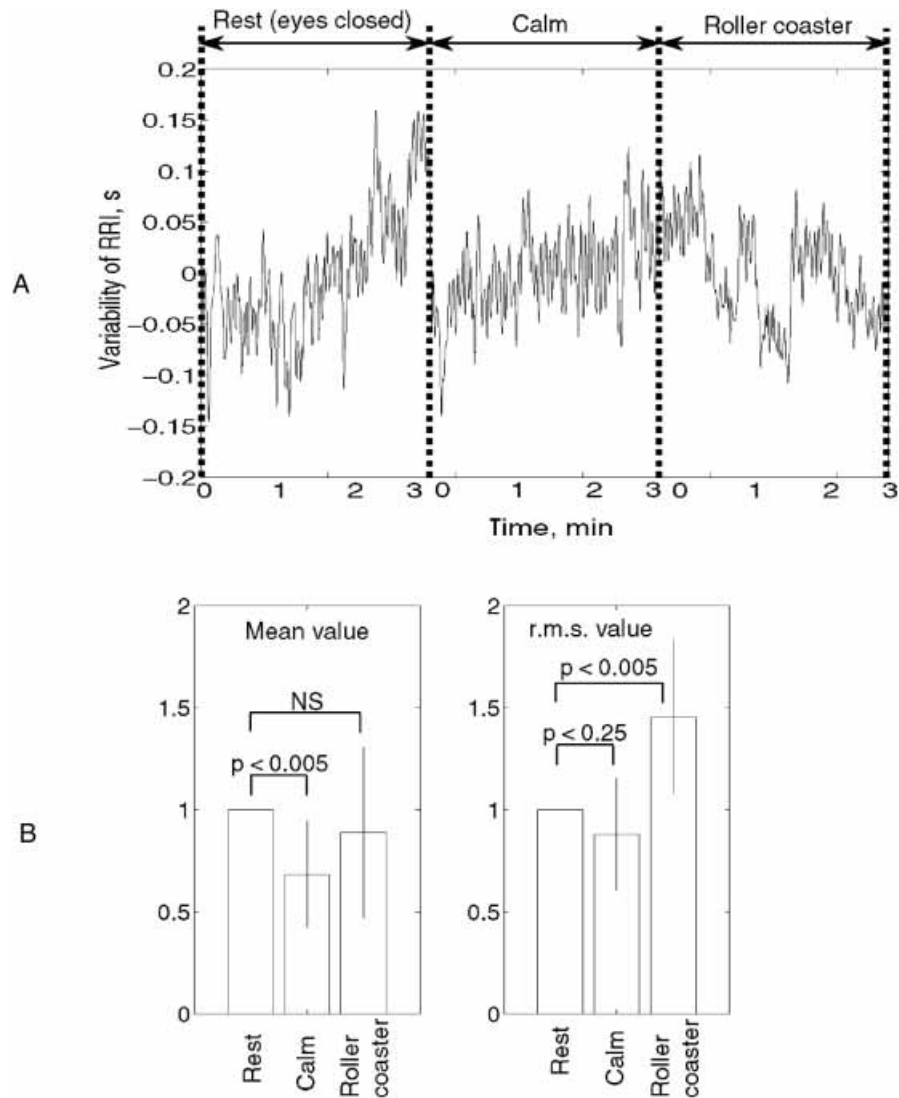 Rest (eyes closed) Calm Roller coaster
0.2
0.15
0.1
0.05
0
−0.05
−0.1
−0.15
−0.2
Variability of RRI, s
A
0 1 2 3 0 1 2 3 0 1 2 3
Time, min
B
2
1.5
1
0.5
0
Mean value
NS
p < 0.005
Rest
Calm
Roller
coaster
2
1.5
1
0.5
0
r.m.s. value
p < 0.005
p < 0.25
Rest
Calm
Roller
coaster